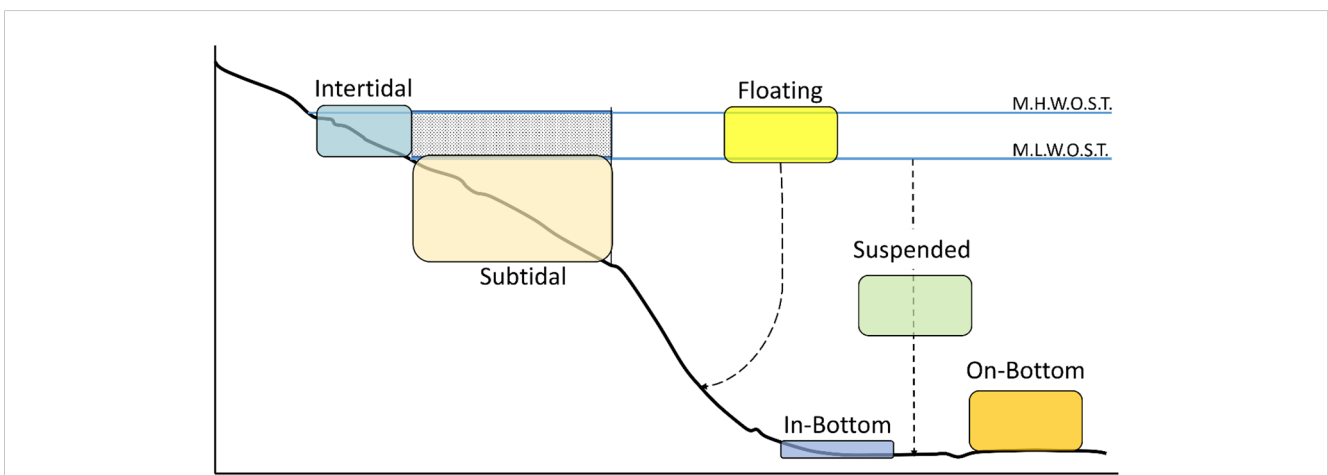 Intertidal
Floating
M.H.W.O.S.T.
M.L.W.O.S.T.
Suspended
Subtidal
On-Bottom
In-Bottom